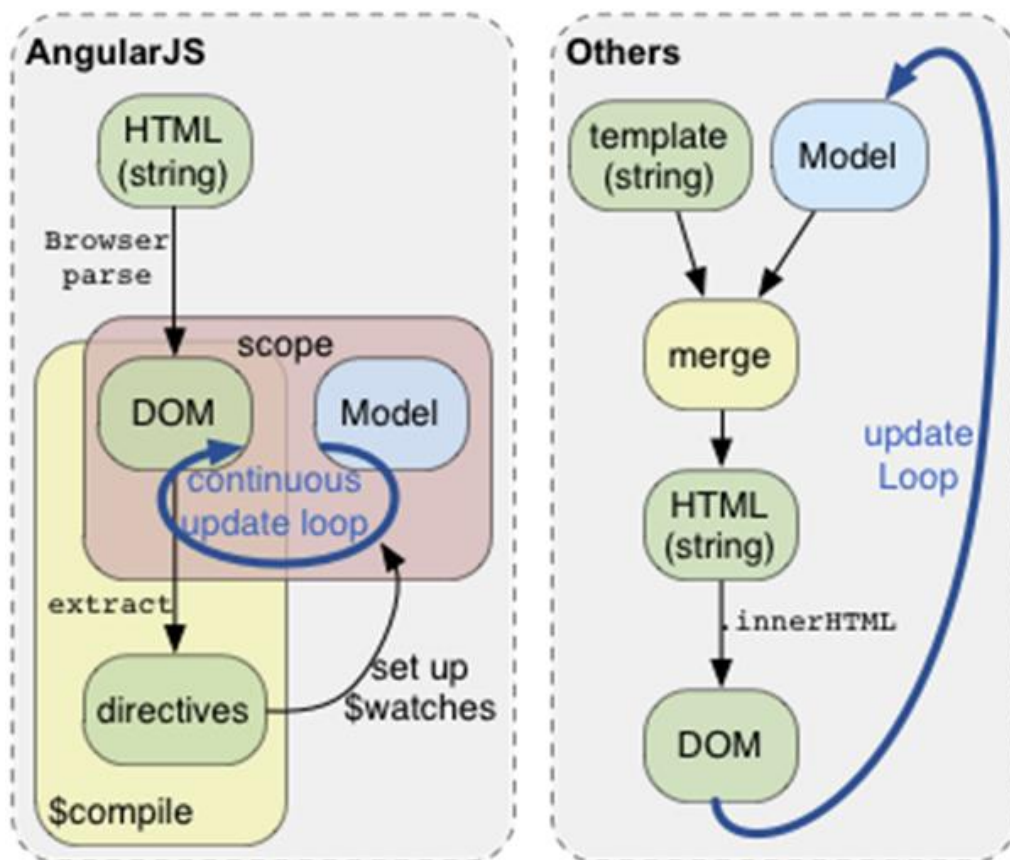 AngularJS
HTML
(string)
Browser
parse
scope
DOM
Model
continuous
update loop
extract
directives
set up
$watches
$compile
Others
template
(string)
Model
merge
update
Loop
HTML
(string)
.innerHTML
DOM